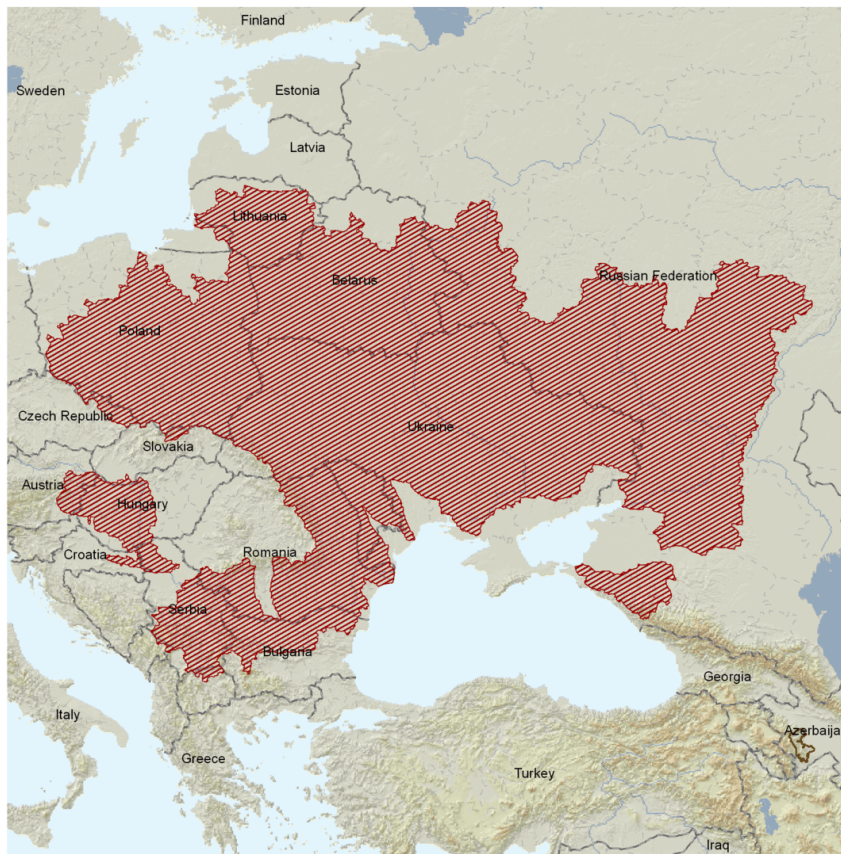 Finland
Sweden
Estonia
Latvia
Lithuania
Russian Federation
Belarus
Poland
Czech Republic
Ukraine
Slovakia
Austria
Hungary
Croatia
Romania
Serbia
Bulgaria
Georgia
Italy
Azerbaija
Greece
Turkey
Iraq